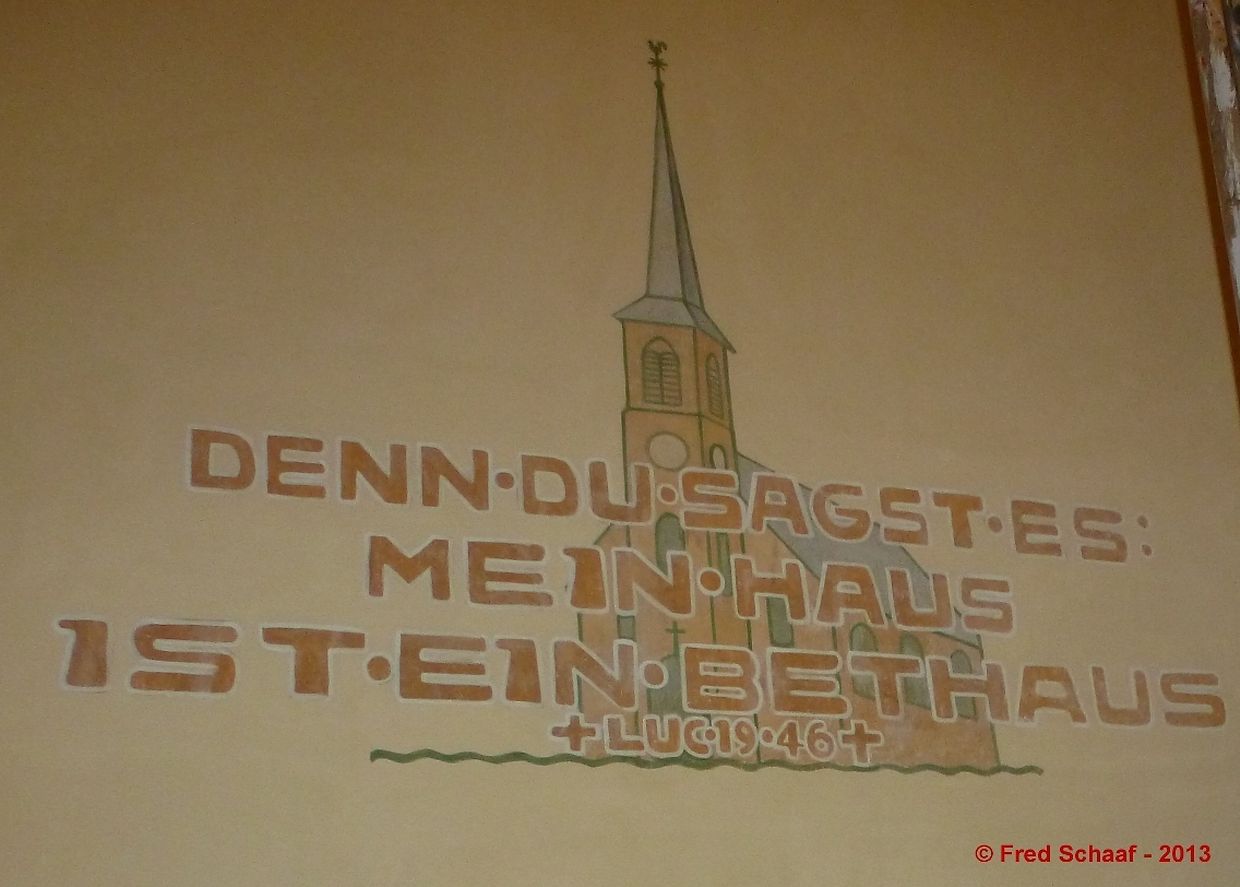 DENN·DU·SAGST·ES:
MEIN·HAUS
IST·EIN·BETHAUS
+LUC·19·46+
© Fred Schaaf - 2013